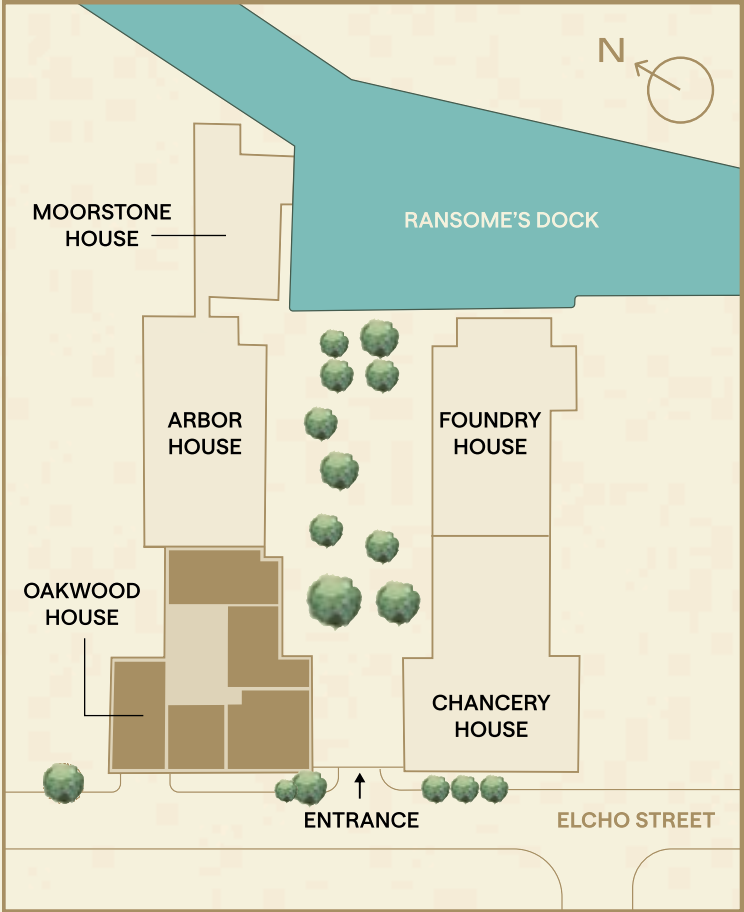 N
MOORSTONE
HOUSE
RANSOME’S DOCK
ARBOR
HOUSE
FOUNDRY
HOUSE
OAKWOOD
HOUSE
CHANCERY
HOUSE
ENTRANCE
ELCHO STREET